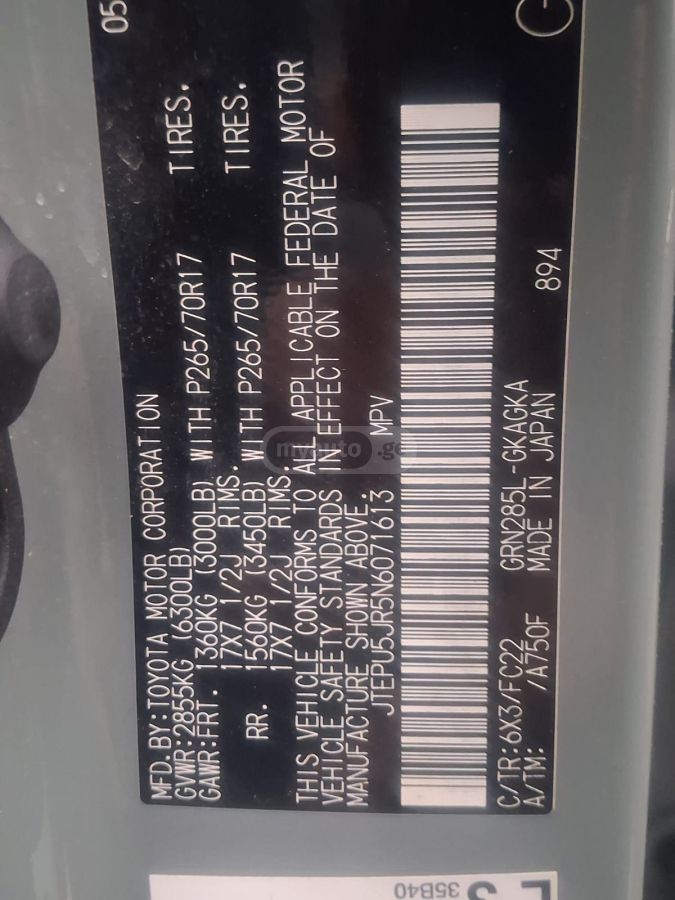 05
MFD.BY:TOYOTA MOTOR CORPORATION
GVWR:2855KG (6300LB)
GAWR:FRT. 1360KG (3000LB) WITH P265/70R17 TIRES.
17X7 1/2J RIMS.
RR. 1560KG (3450LB) WITH P265/70R17 TIRES.
17X7 1/2J RIMS.
THIS VEHICLE CONFORMS TO ALL APPLICABLE FEDERAL MOTOR
VEHICLE SAFETY STANDARDS IN EFFECT ON THE DATE OF
MANUFACTURE SHOWN ABOVE.
JTEPU5JR5N6071613 MPV
C/TR:6X3/FC22 GRN285L-GKAGKA
A/TM: /A750F MADE IN JAPAN 894
myauto.ge
35B40